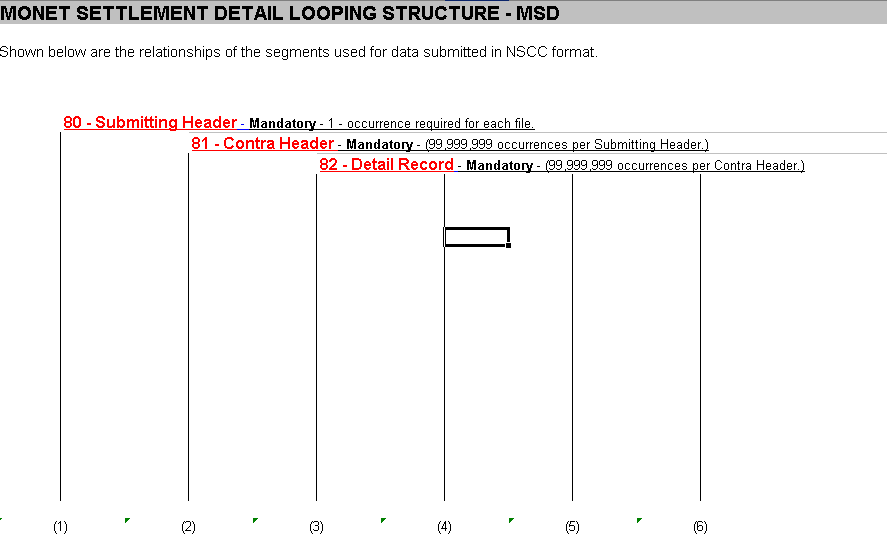 MONET SETTLEMENT DETAIL LOOPING STRUCTURE - MSD
Shown below are the relationships of the segments used for data submitted in NSCC format.
80 - Submitting Header - Mandatory - 1 - occurrence required for each file.
81 - Contra Header - Mandatory - (99,999,999 occurrences per Submitting Header.)
82 - Detail Record - Mandatory - (99,999,999 occurrences per Contra Header.)
(1) (2) (3) (4) (5) (6)